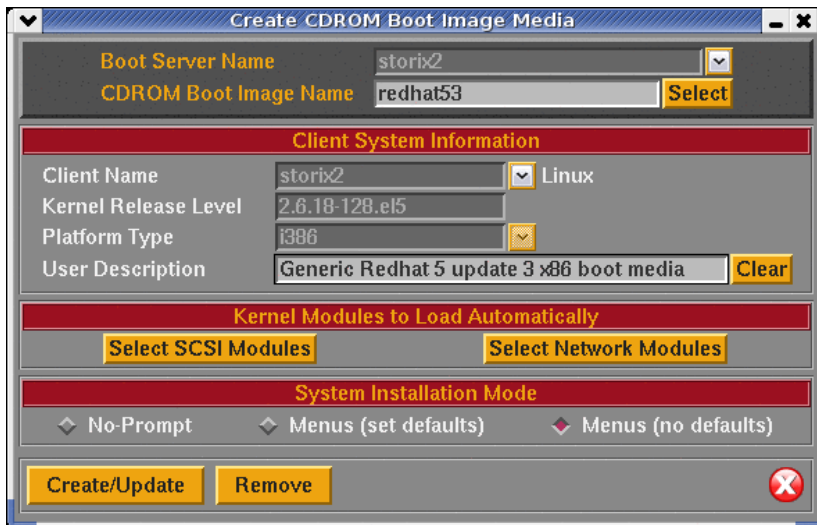 Create CDROM Boot Image Media
Boot Server Name storix2
CDROM Boot Image Name redhat53 Select
Client System Information
Client Name storix2 Linux
Kernel Release Level 2.6.18-128.el5
Platform Type i386
User Description Generic Redhat 5 update 3 x86 boot media Clear
Kernel Modules to Load Automatically
Select SCSI Modules Select Network Modules
System Installation Mode
No-Prompt Menus (set defaults) Menus (no defaults)
Create/Update Remove